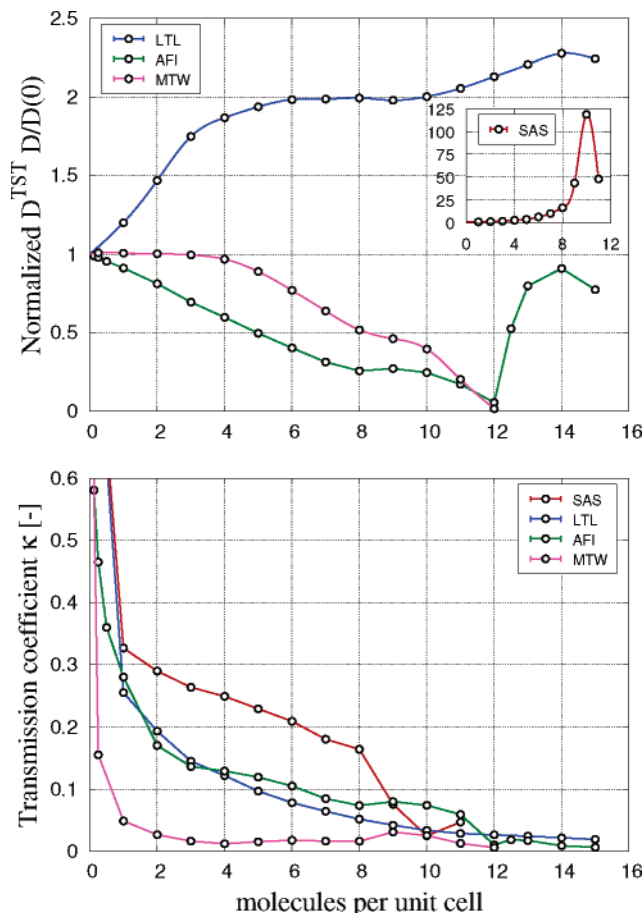 LTL
AFI
MTW
Normalized D^TST D/D(0)
2.5
2
1.5
1
0.5
0
125
100
75
50
25
0
SAS
0 4 8 12
0 2 4 6 8 10 12 14 16
0.6
0.5
0.4
0.3
0.2
0.1
0
SAS
LTL
AFI
MTW
Transmission coefficient κ [-]
0 2 4 6 8 10 12 14 16
molecules per unit cell